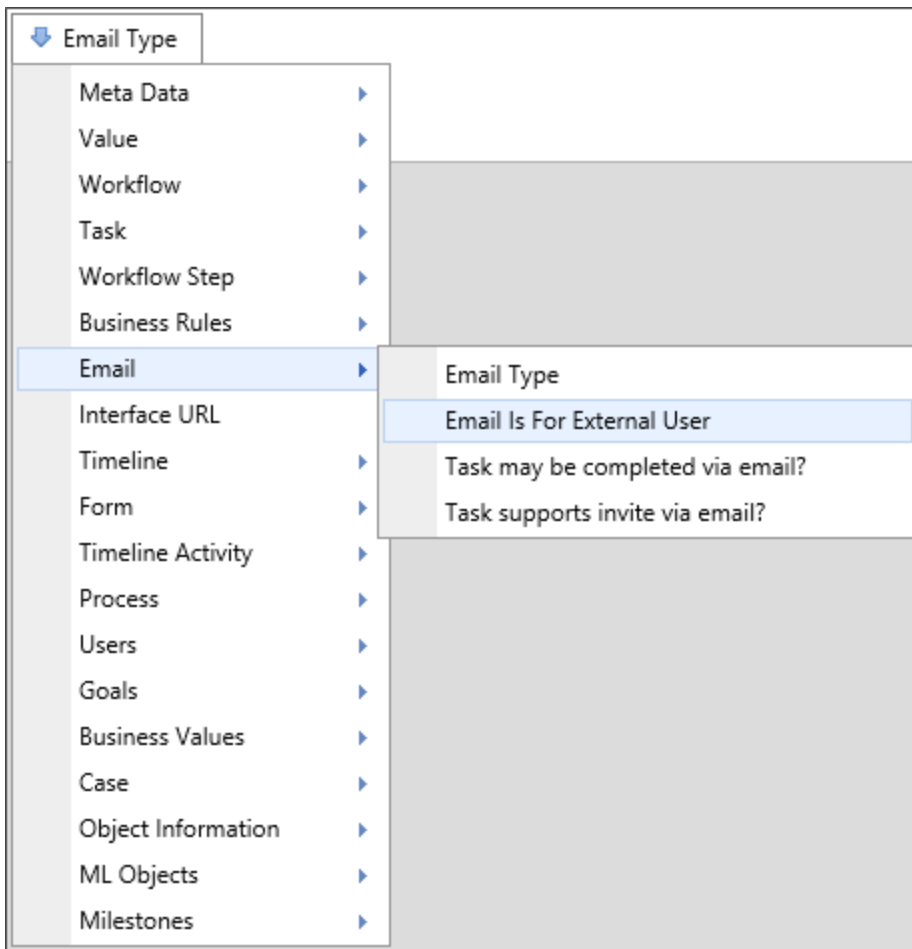 Email Type
Meta Data
Value
Workflow
Task
Workflow Step
Business Rules
Email
Interface URL
Timeline
Form
Timeline Activity
Process
Users
Goals
Business Values
Case
Object Information
ML Objects
Milestones
Email Type
Email Is For External User
Task may be completed via email?
Task supports invite via email?